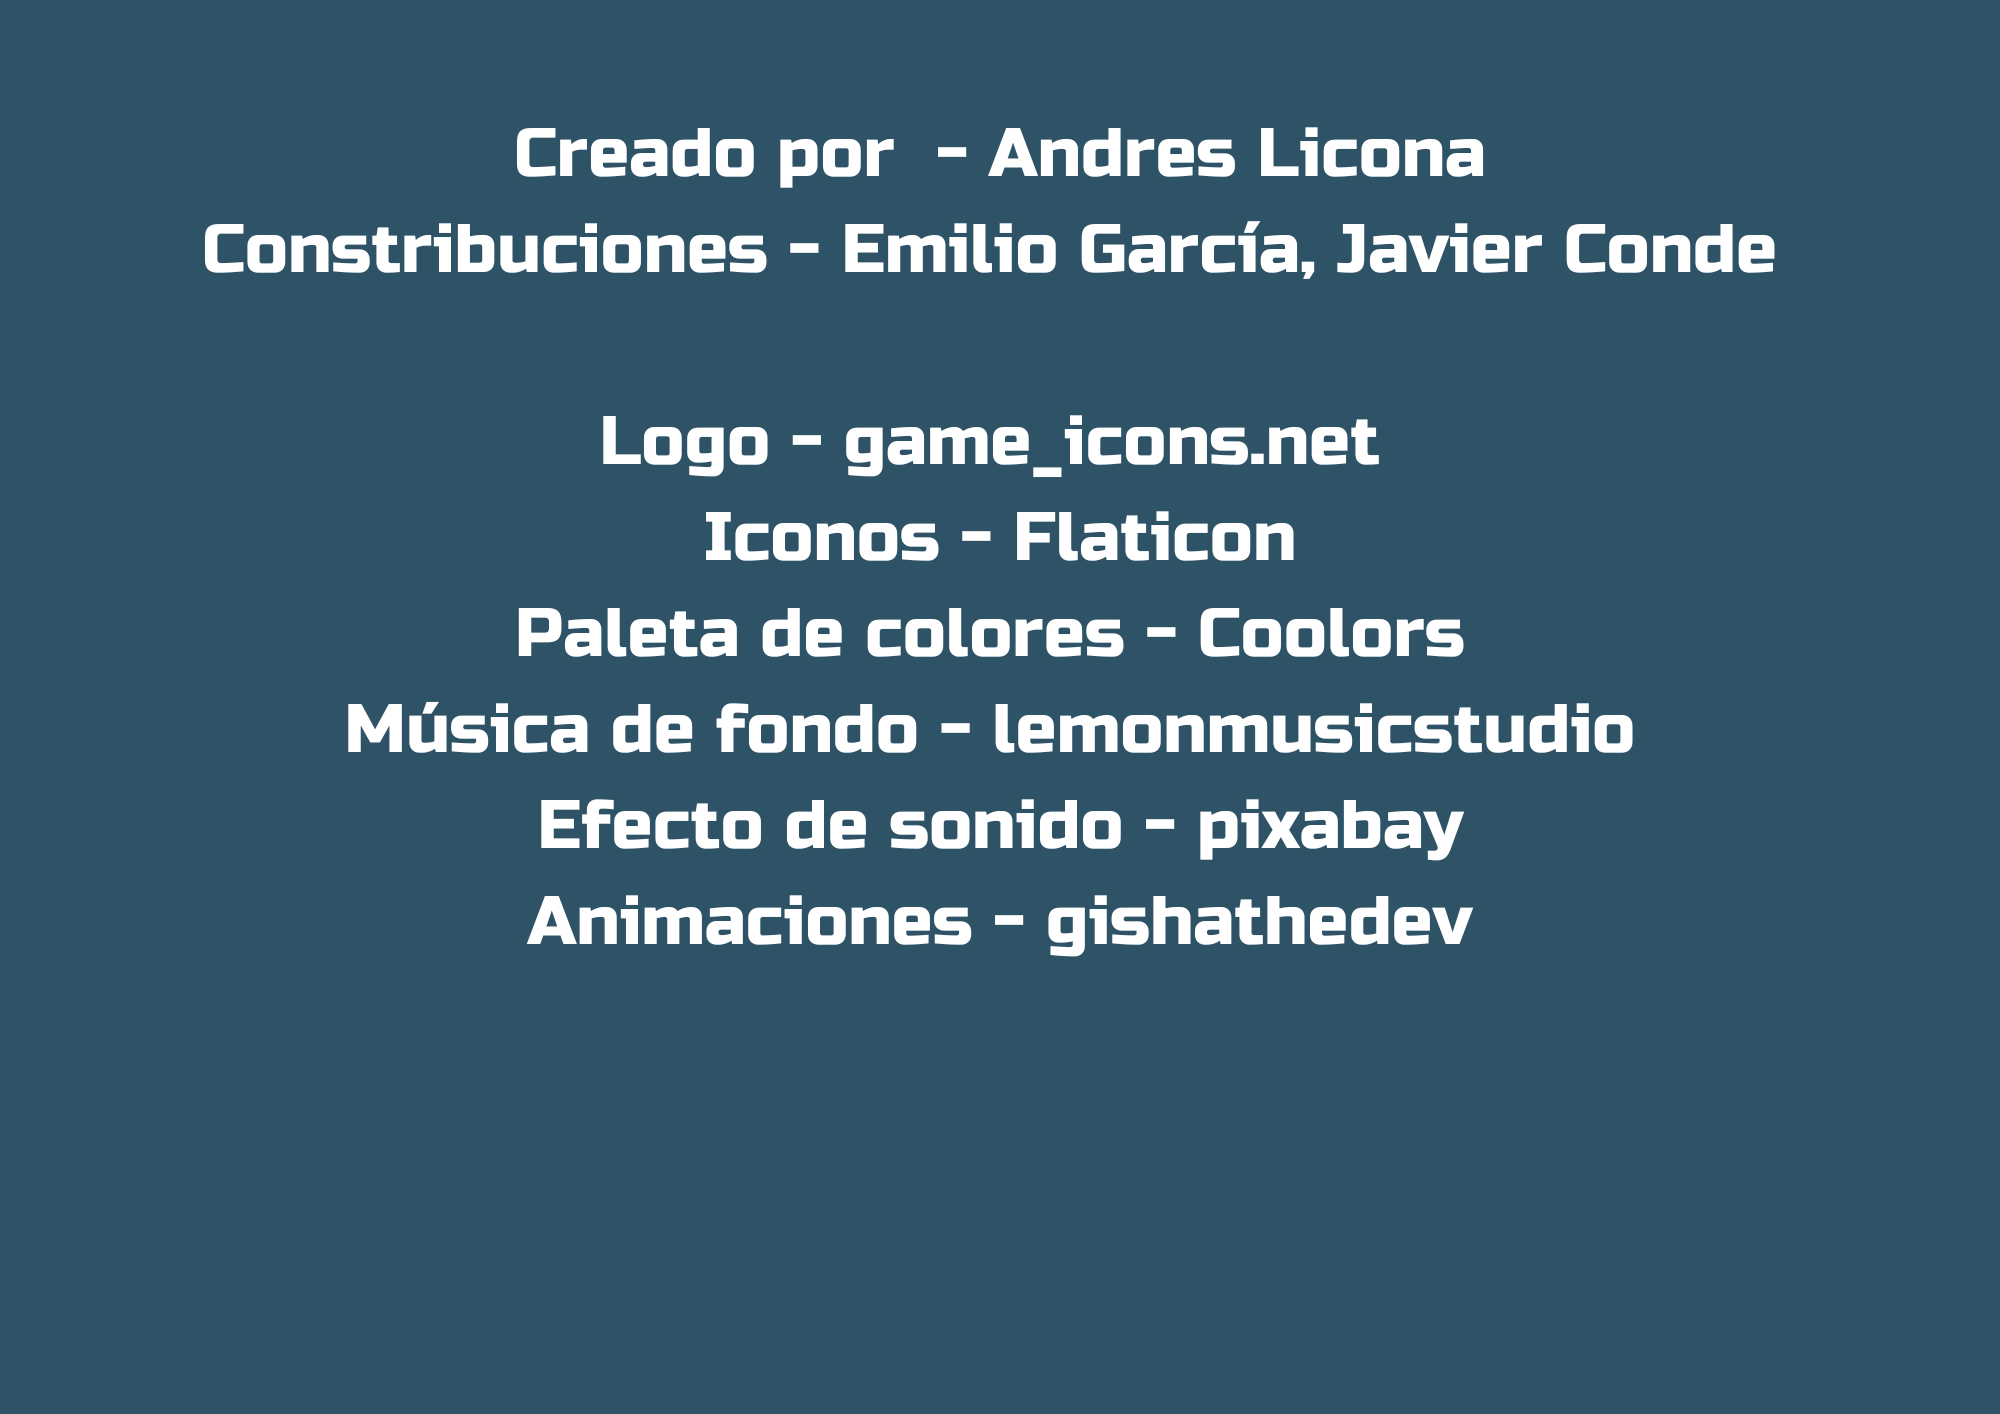 Creado por  - Andres Licona
Constribuciones - Emilio García, Javier Conde
Logo - game_icons.net
Iconos - Flaticon
Paleta de colores - Coolors
Música de fondo - lemonmusicstudio
Efecto de sonido - pixabay
Animaciones - gishathedev